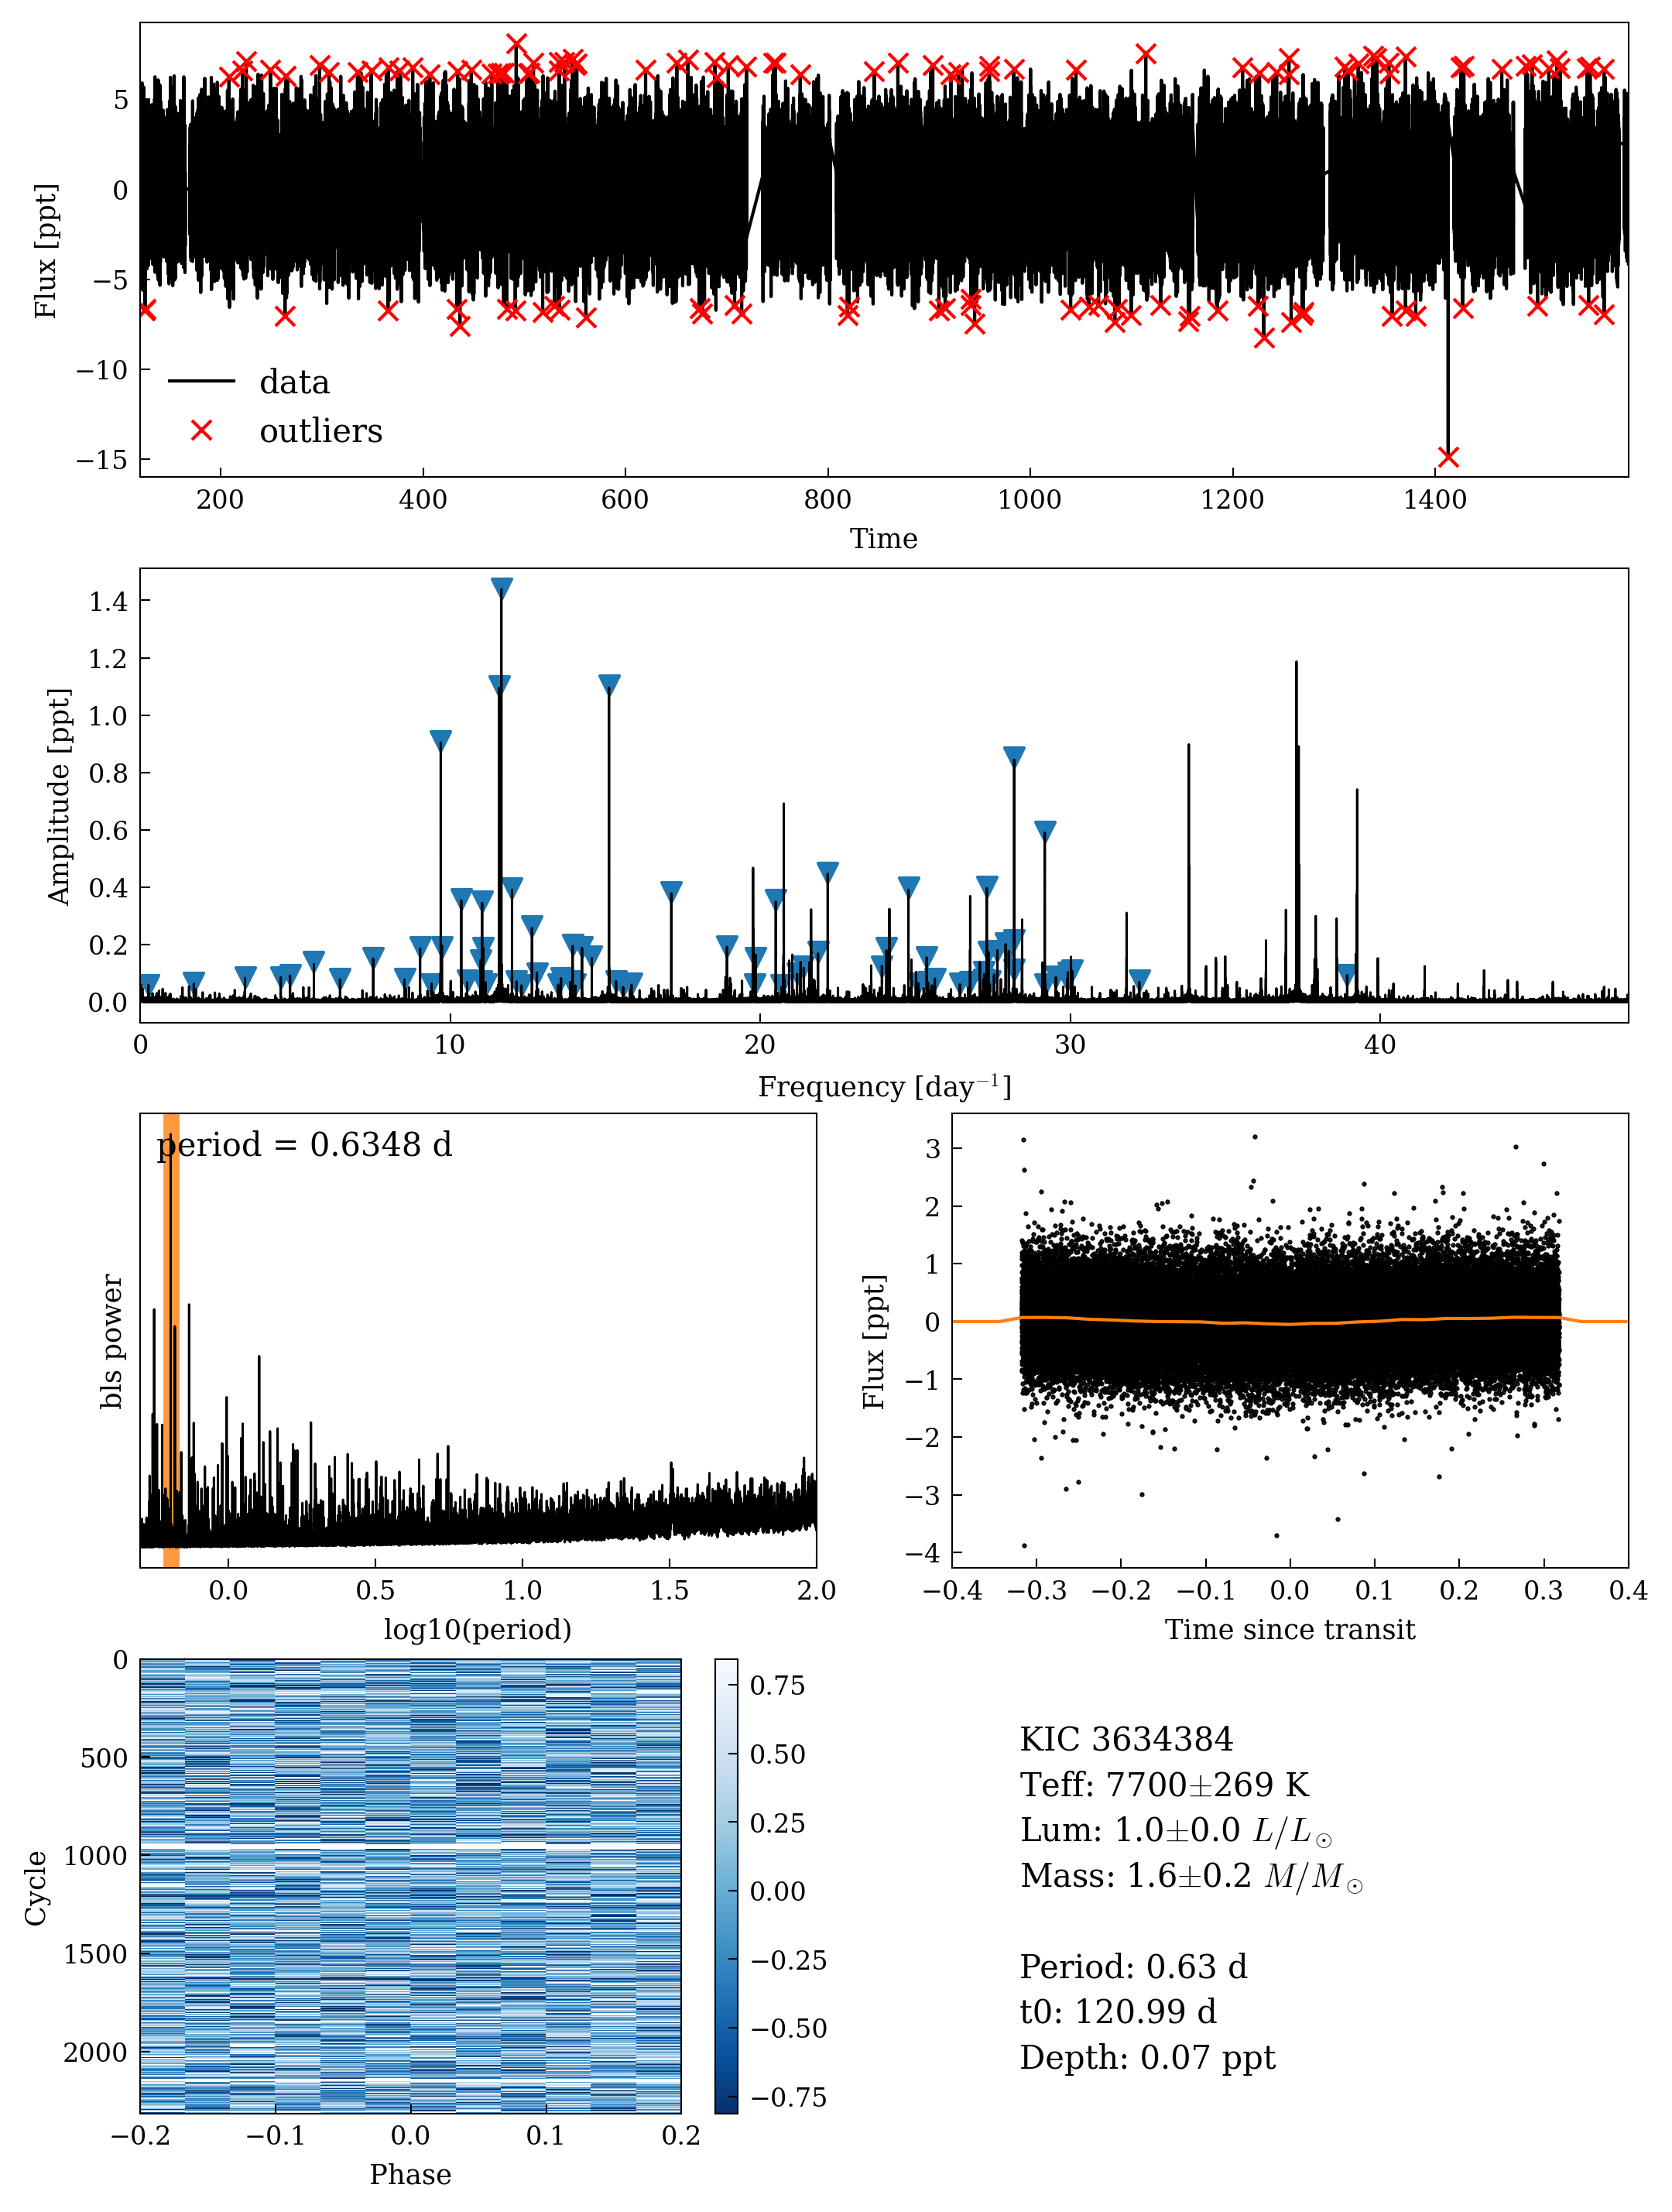 5
0
−5
−10
−15
Flux [ppt]
data
outliers
200 400 600 800 1000 1200 1400
Time
1.4
1.2
1.0
0.8
0.6
0.4
0.2
0.0
Amplitude [ppt]
0 10 20 30 40
Frequency [day⁻¹]
period = 0.6348 d
bls power
0.0 0.5 1.0 1.5 2.0
log10(period)
3
2
1
0
−1
−2
−3
−4
Flux [ppt]
−0.4 −0.3 −0.2 −0.1 0.0 0.1 0.2 0.3 0.4
Time since transit
0
500
1000
1500
2000
Cycle
−0.2 −0.1 0.0 0.1 0.2
Phase
0.75
0.50
0.25
0.00
−0.25
−0.50
−0.75
KIC 3634384
Teff: 7700±269 K
Lum: 1.0±0.0 L/L☉
Mass: 1.6±0.2 M/M☉
Period: 0.63 d
t0: 120.99 d
Depth: 0.07 ppt